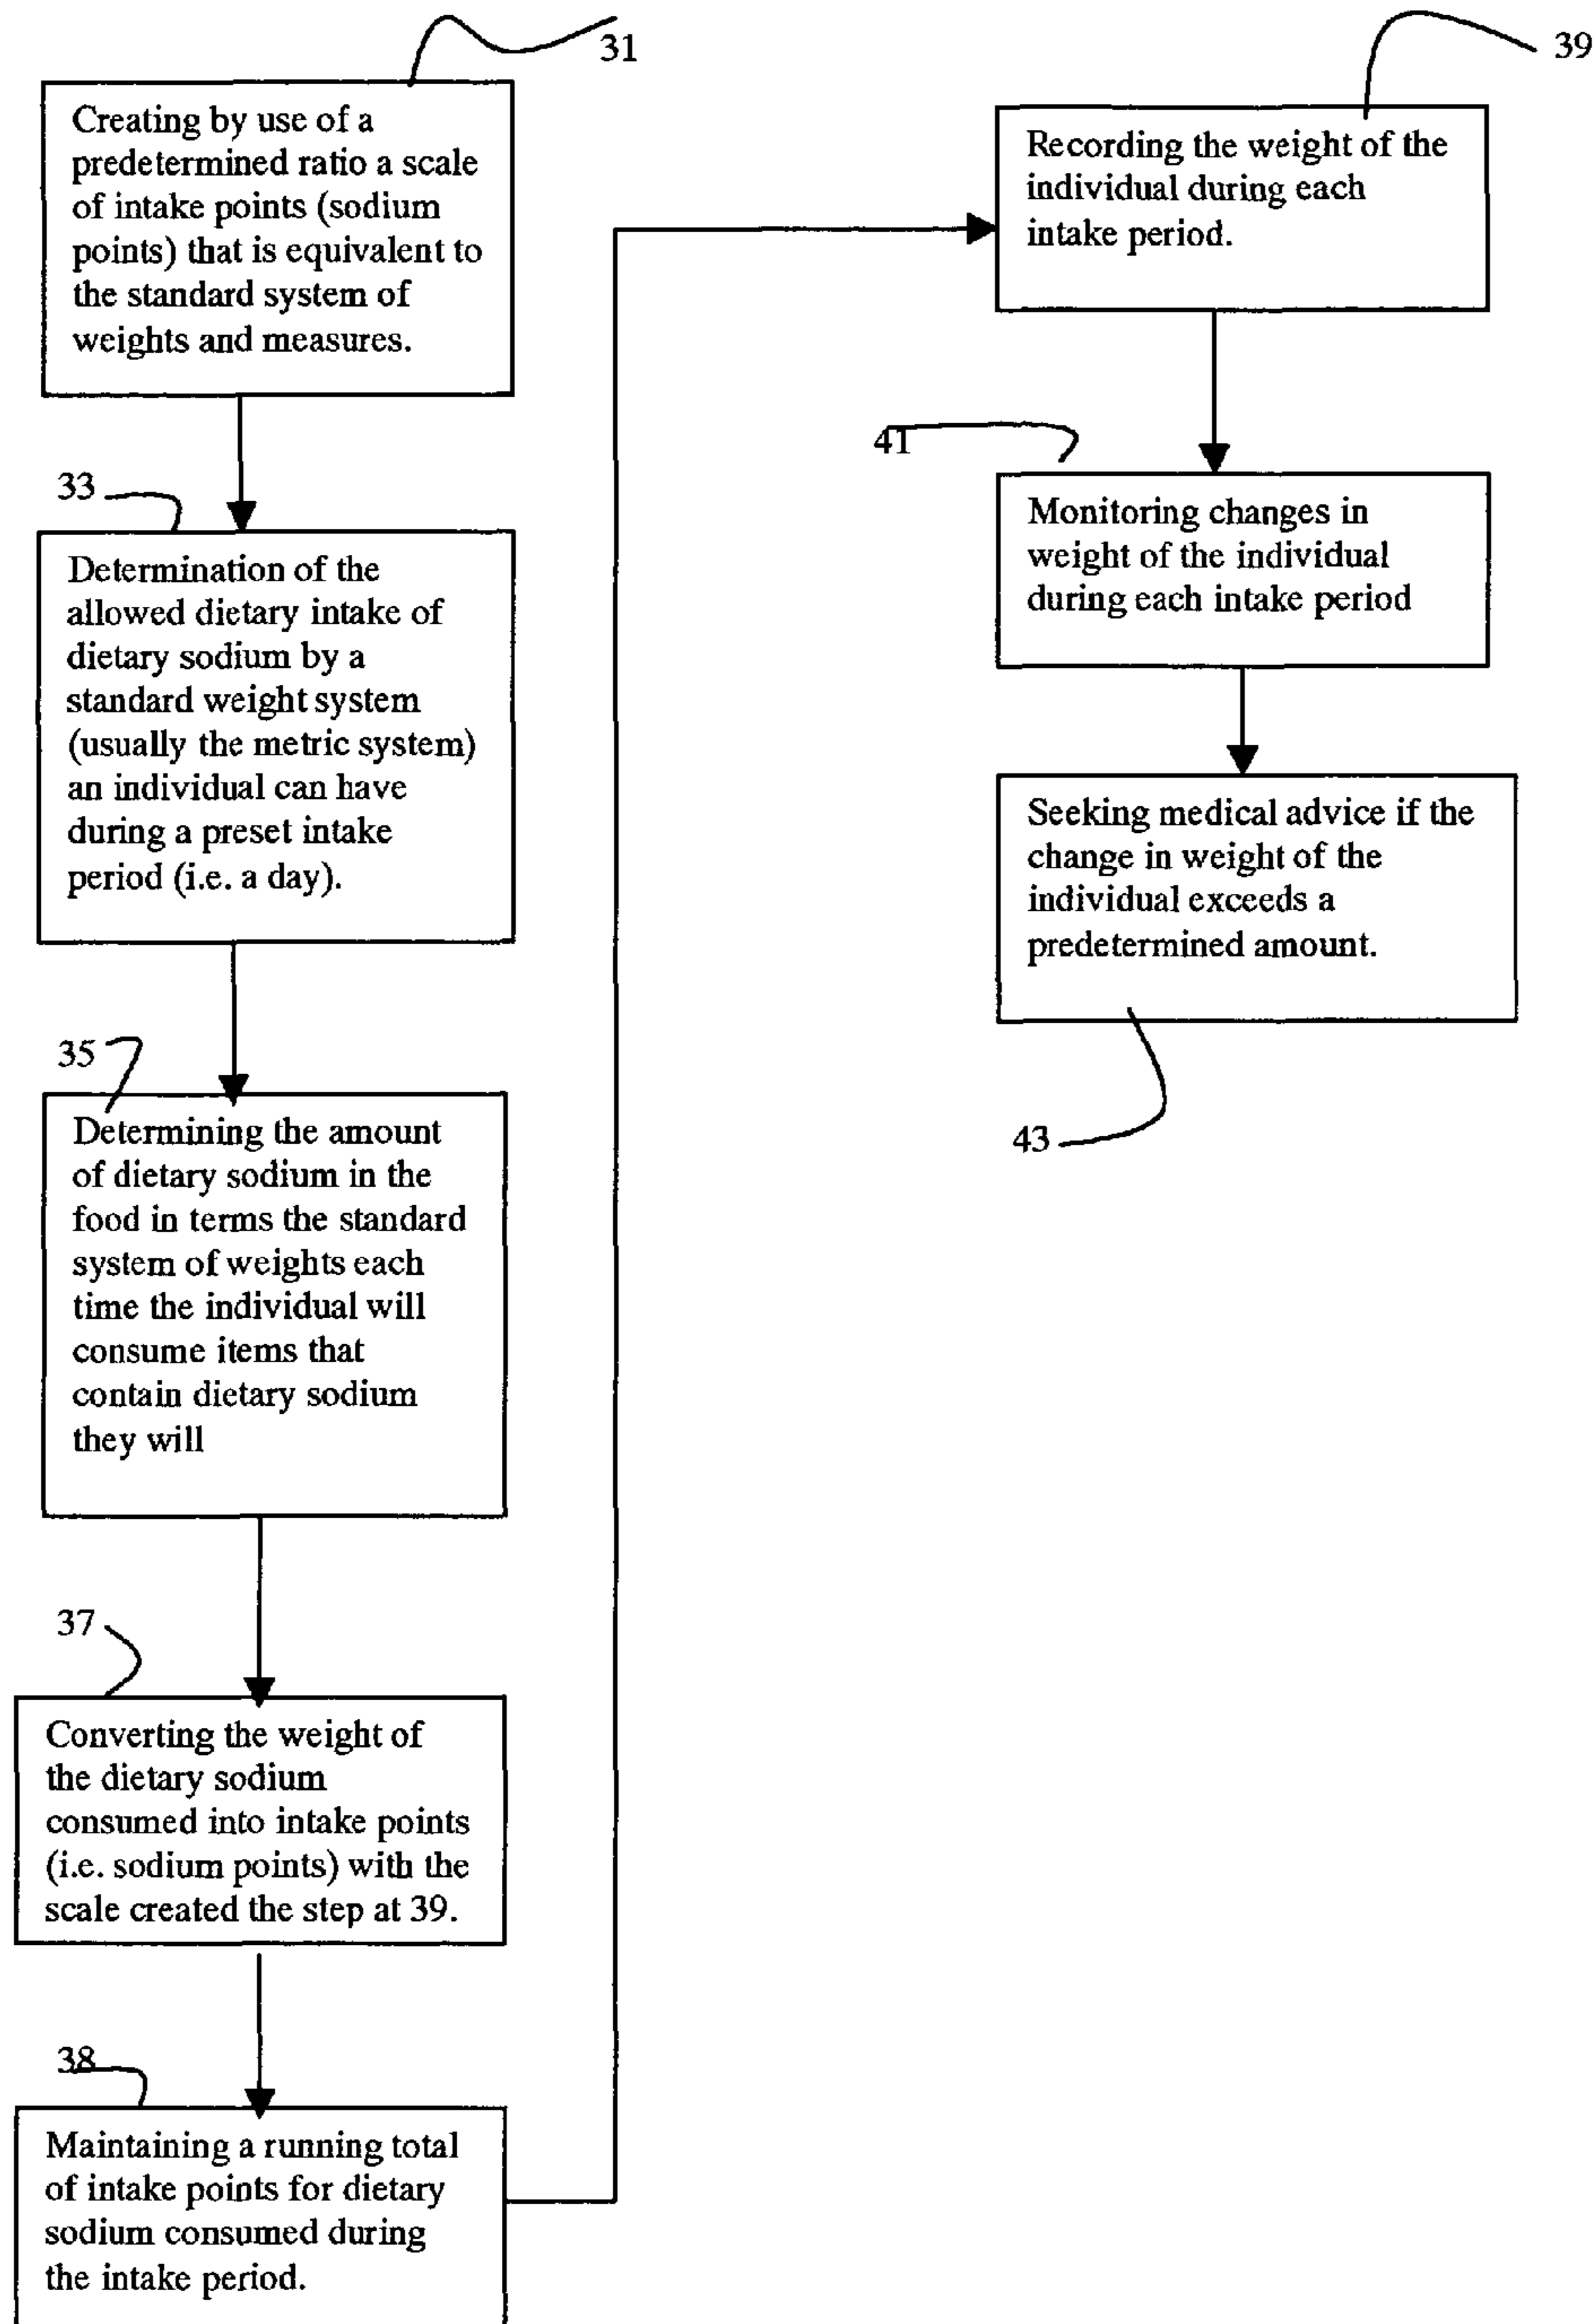 31
Creating by use of a
predetermined ratio a scale
of intake points (sodium
points) that is equivalent to
the standard system of
weights and measures.
33
Determination of the
allowed dietary intake of
dietary sodium by a
standard weight system
(usually the metric system)
an individual can have
during a preset intake
period (i.e. a day).
35
Determining the amount
of dietary sodium in the
food in terms the standard
system of weights each
time the individual will
consume items that
contain dietary sodium
they will
37
Converting the weight of
the dietary sodium
consumed into intake points
(i.e. sodium points) with the
scale created the step at 39.
38
Maintaining a running total
of intake points for dietary
sodium consumed during
the intake period.
39
Recording the weight of the
individual during each
intake period.
41
Monitoring changes in
weight of the individual
during each intake period
Seeking medical advice if the
change in weight of the
individual exceeds a
predetermined amount.
43